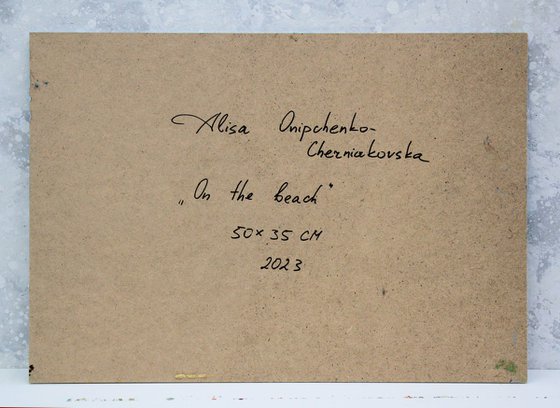 Alisa Onipchenko-
Cherniakovska
„On the beach"
50×35 CM
2023